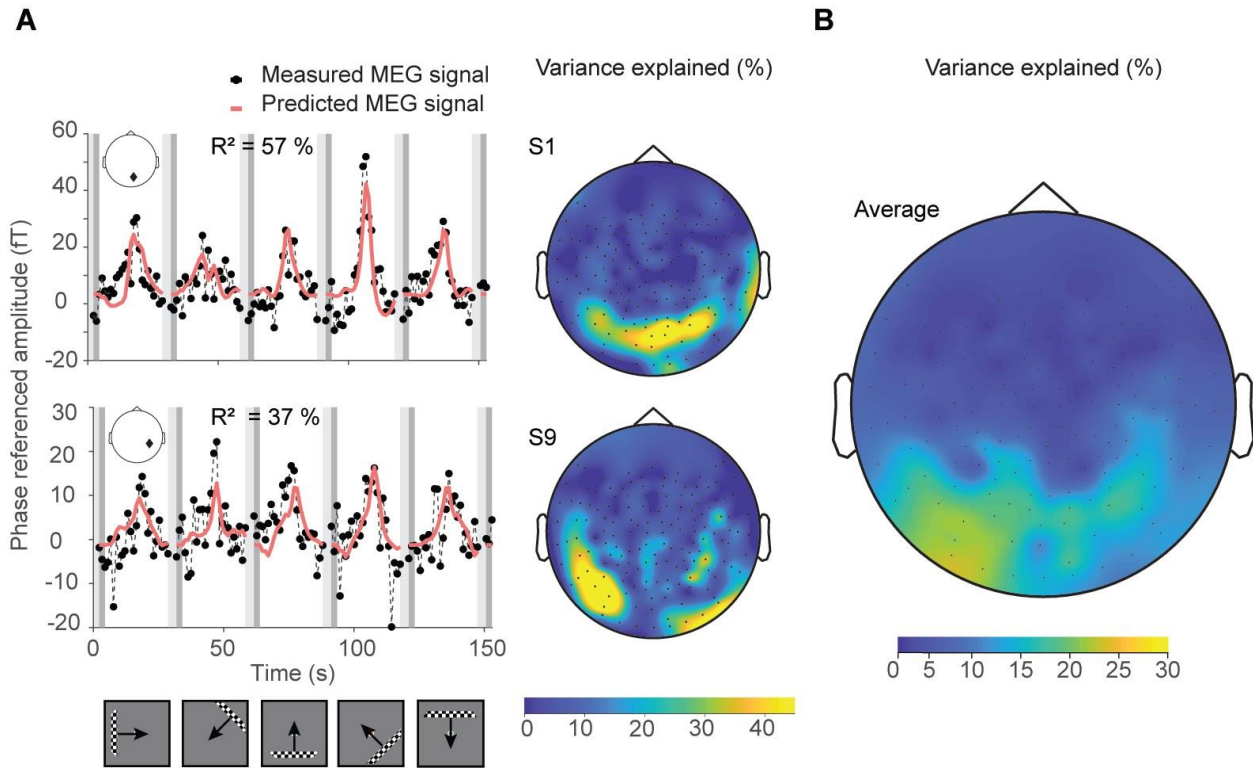 A
B
Measured MEG signal
Predicted MEG signal
Variance explained (%)
Variance explained (%)
Phase referenced amplitude (fT)
60
40
20
0
-20
R² = 57 %
S1
Average
30
20
10
0
-10
-20
R² = 37 %
S9
0 50 100 150
Time (s)
0 10 20 30 40
0 5 10 15 20 25 30